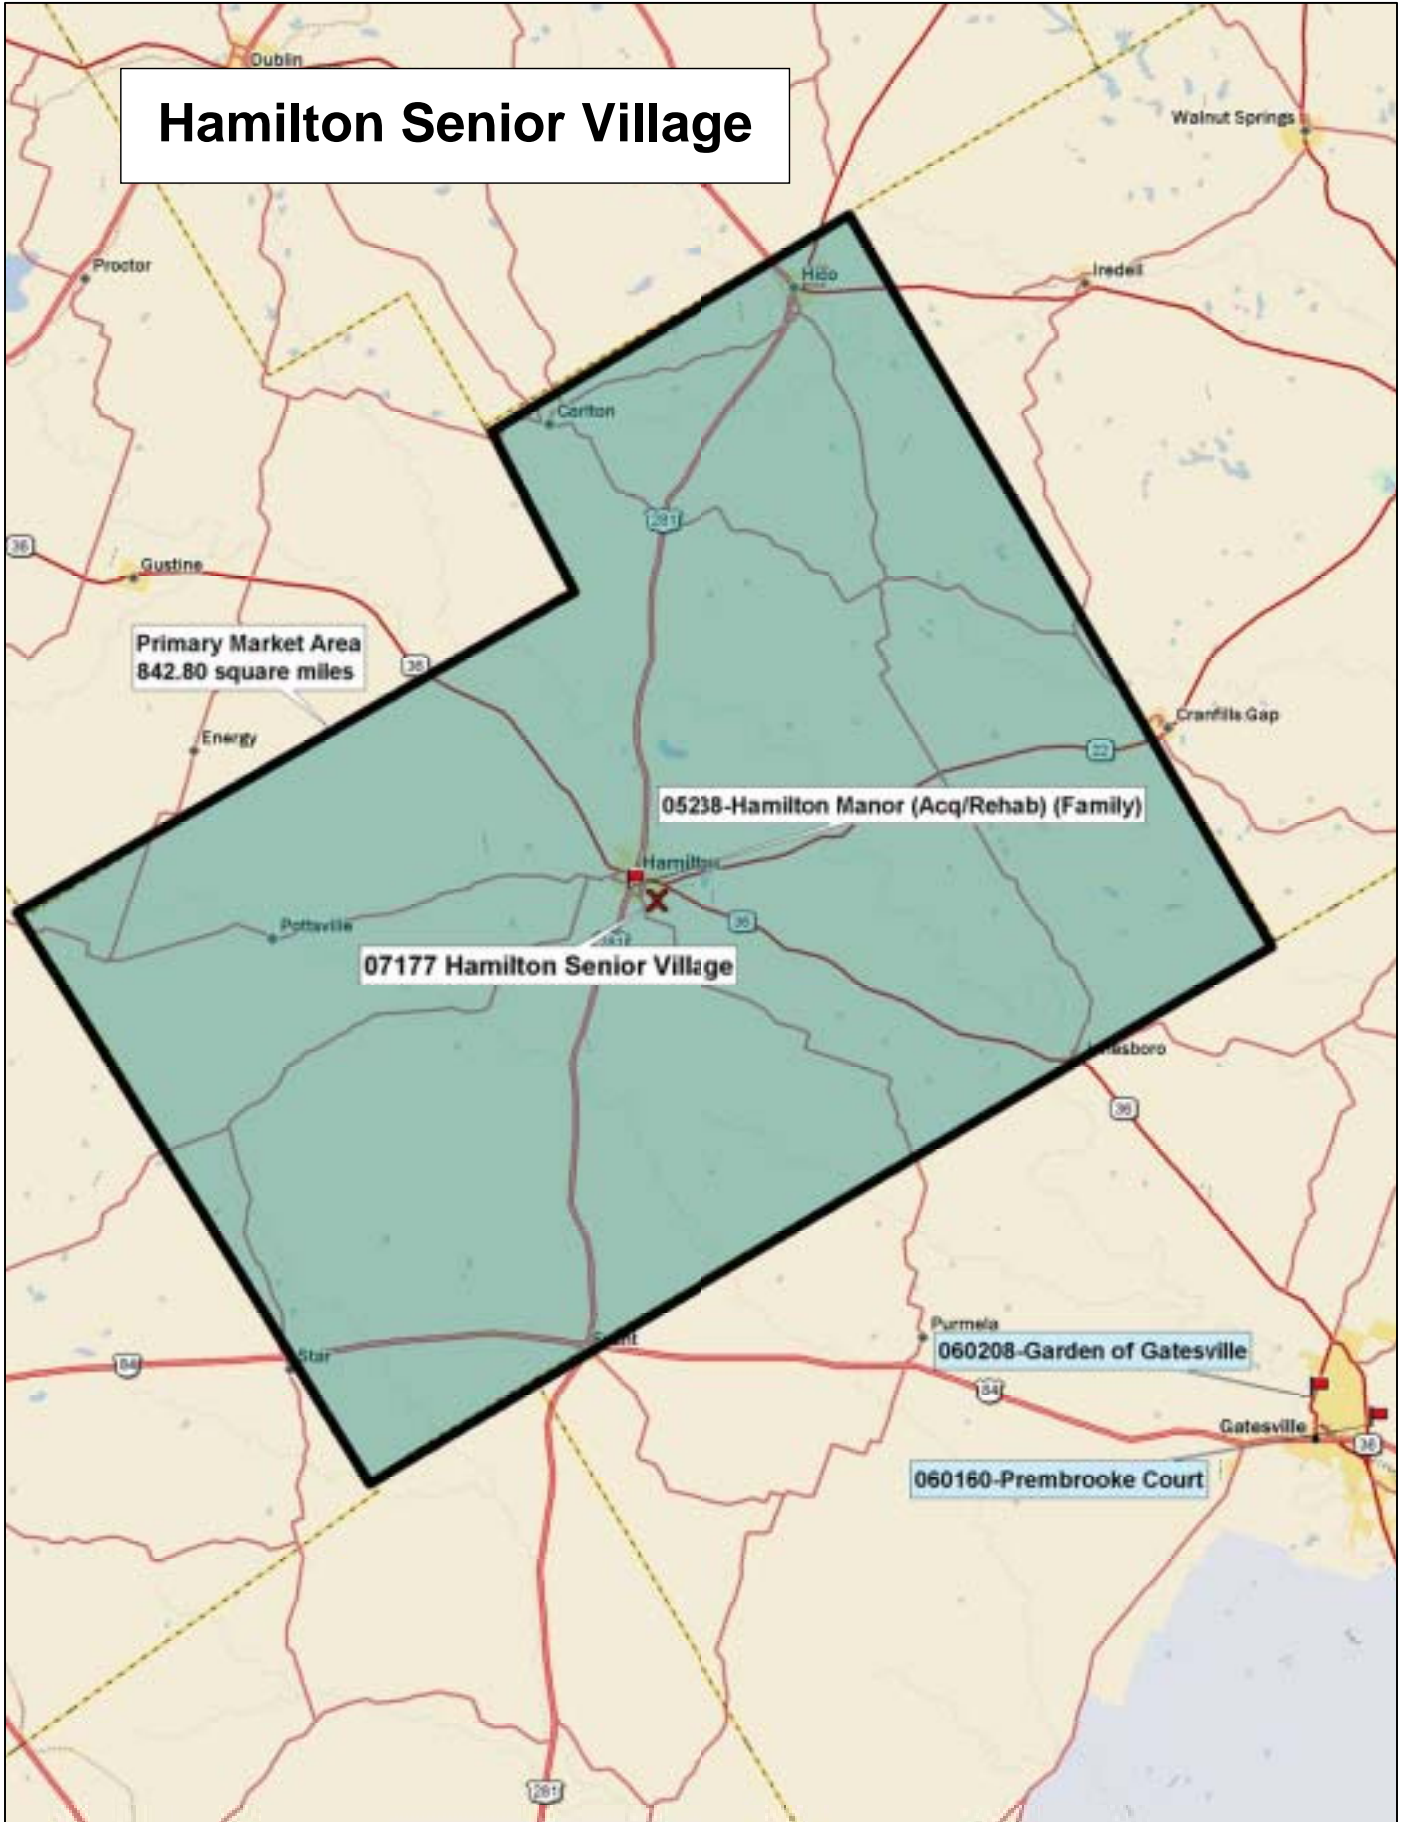 Dublin
Hamilton Senior Village
Walnut Springs
Proctor
Hico
Iredell
Carlton
281
36
Gustine
Primary Market Area
842.80 square miles
36
Energy
Cranfills Gap
22
05238-Hamilton Manor (Acq/Rehab) (Family)
Hamilton
Pottsville
36
281
07177 Hamilton Senior Village
36
Purmela
060208-Garden of Gatesville
Star
84
84
Gatesville
36
060160-Prembrooke Court
281